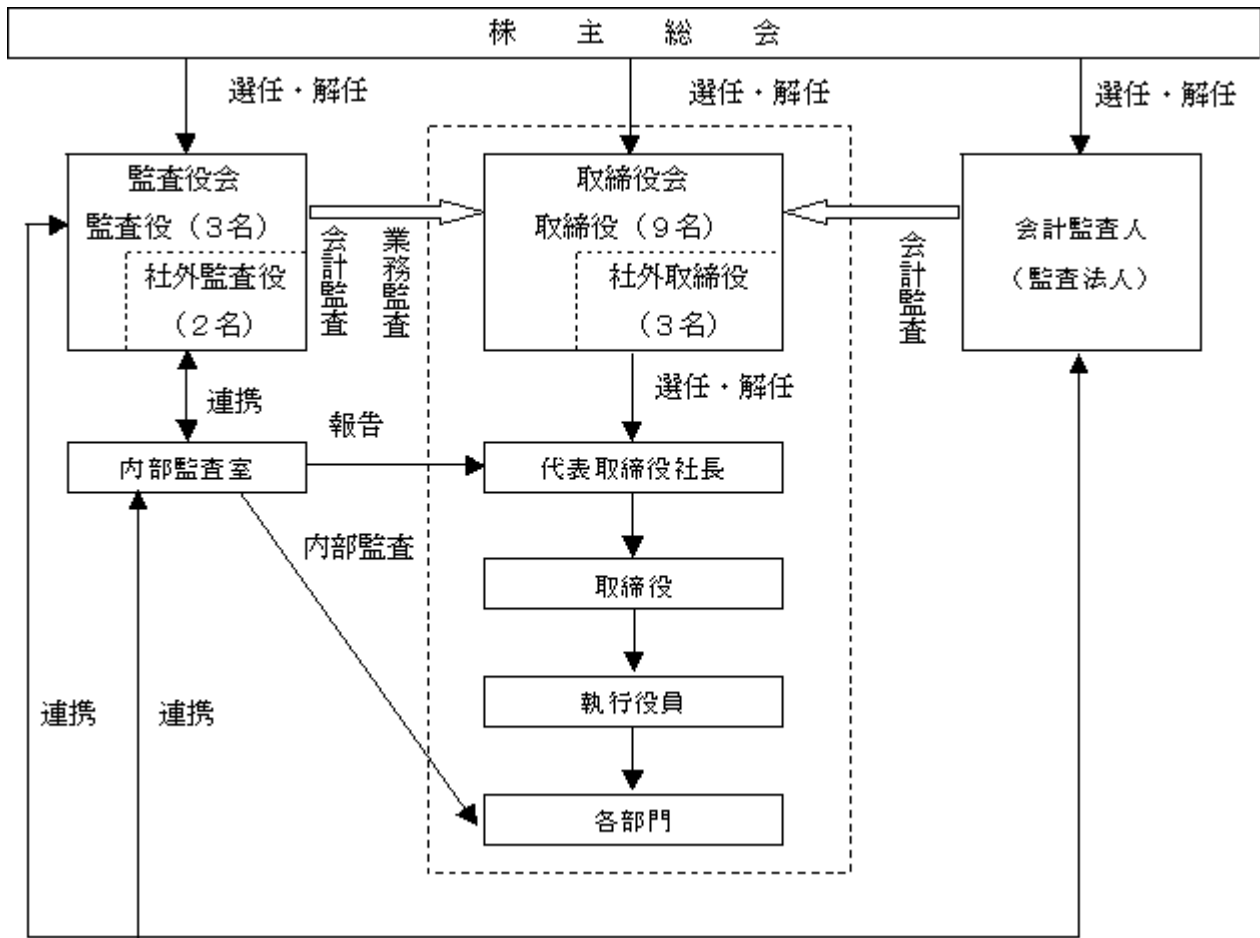 株主総会
選任・解任
選任・解任
選任・解任
監査役会
監査役（３名）
社外監査役
（２名）
会計監査
業務監査
取締役会
取締役（９名）
社外取締役
（３名）
会計監査
会計監査人
（監査法人）
連携
選任・解任
報告
内部監査室
代表取締役社長
内部監査
取締役
執行役員
連携
連携
各部門